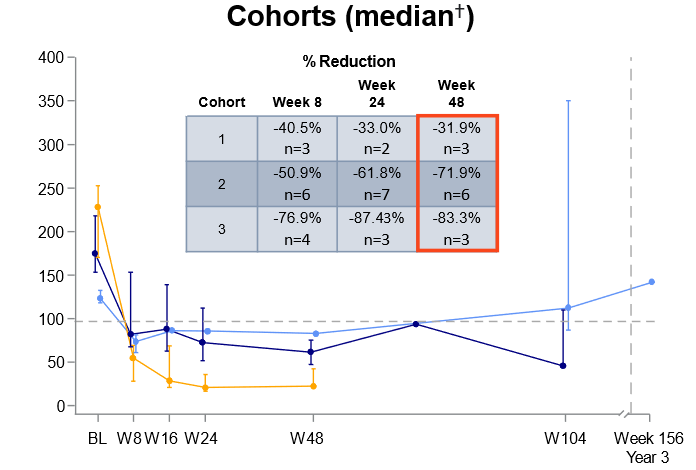 Cohorts (median†)
% Reduction
Cohort Week 8 Week 24 Week 48
1 -40.5% n=3 -33.0% n=2 -31.9% n=3
2 -50.9% n=6 -61.8% n=7 -71.9% n=6
3 -76.9% n=4 -87.43% n=3 -83.3% n=3
400
350
300
250
200
150
100
50
0
BL W8 W16 W24 W48 W104 Week 156
Year 3